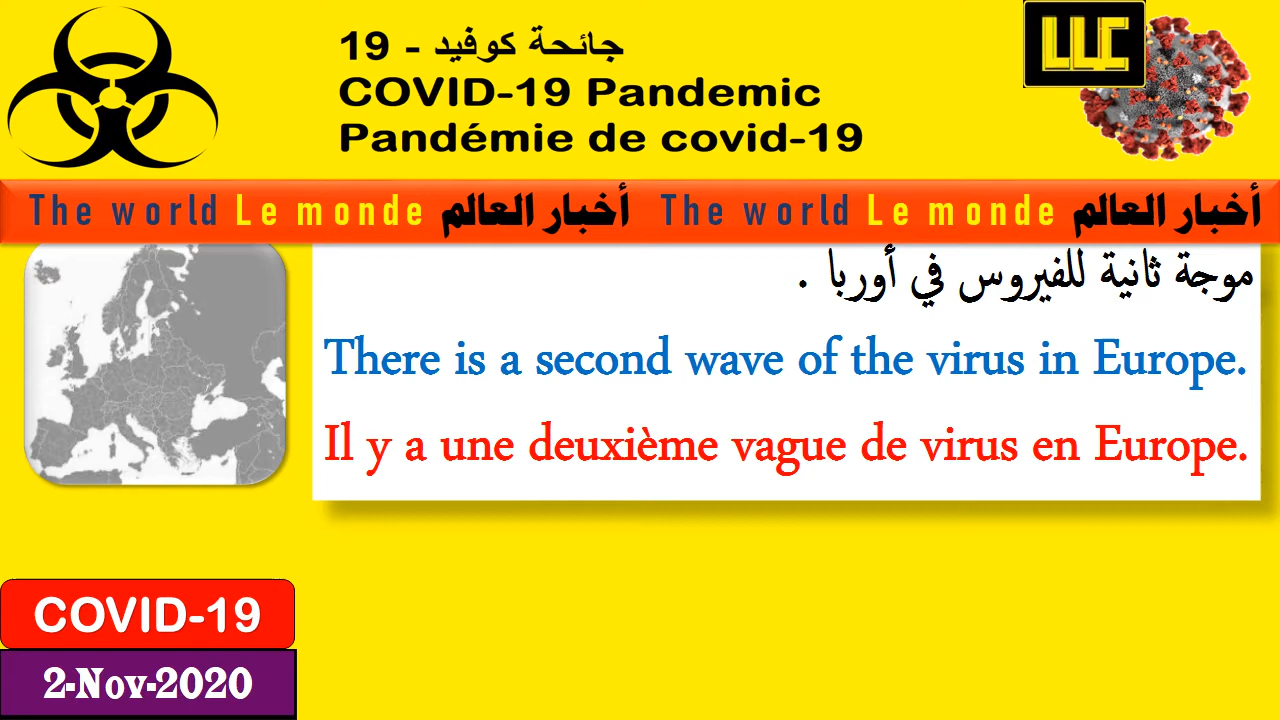 جائحة كوفيد - 19
COVID-19 Pandemic
Pandémie de covid-19
LLC
The world Le monde أخبار العالم The world Le monde أخبار العالم
موجة ثانية للفيروس في أوربا .
There is a second wave of the virus in Europe.
Il y a une deuxième vague de virus en Europe.
COVID-19
2-Nov-2020